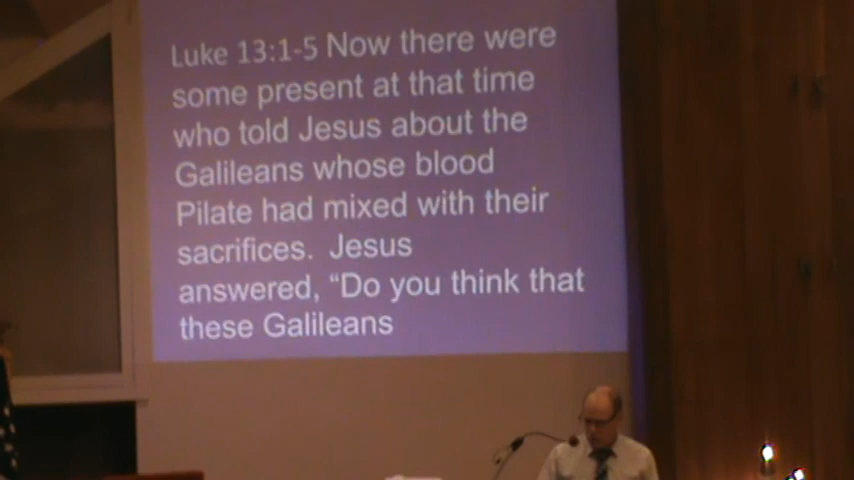 Luke 13:1-5 Now there were
some present at that time
who told Jesus about the
Galileans whose blood
Pilate had mixed with their
sacrifices.  Jesus
answered, “Do you think that
these Galileans